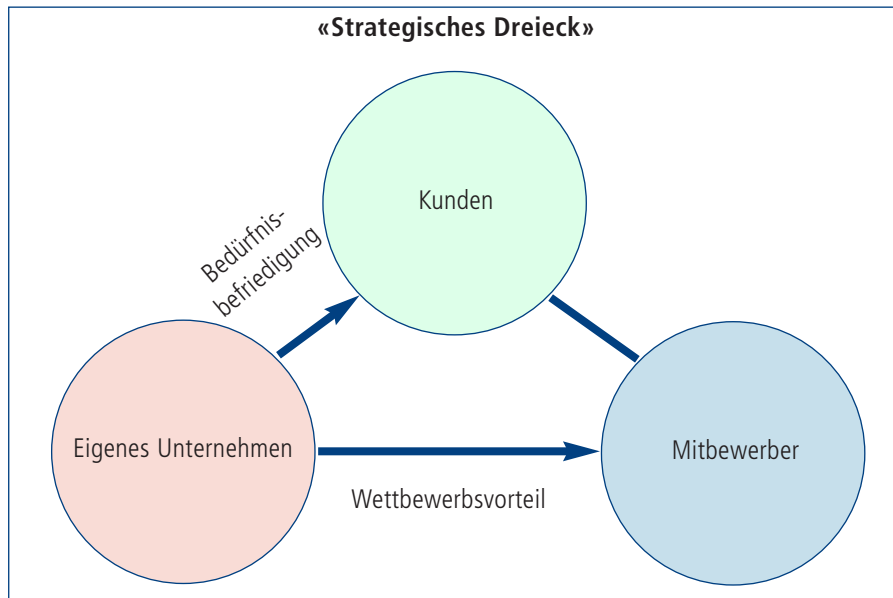 «Strategisches Dreieck»
Kunden
Bedürfnis-
befriedigung
Eigenes Unternehmen
Mitbewerber
Wettbewerbsvorteil